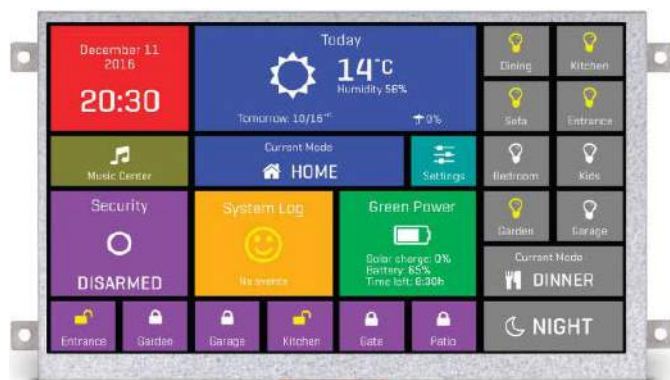 December 11
2016
20:30
Today
14°C
Humidity 56%
Tomorrow: 10/16°C
0%
Dining
Kitchen
Sofa
Entrance
Music Center
Current Mode
HOME
Settings
Bedroom
Kids
Security
DISARMED
System Log
No events
Green Power
Solar charge: 0%
Battery: 65%
Time left: 8:30h
Garden
Garage
Current Mode
DINNER
Entrance
Garden
Garage
Kitchen
Gate
Patio
NIGHT